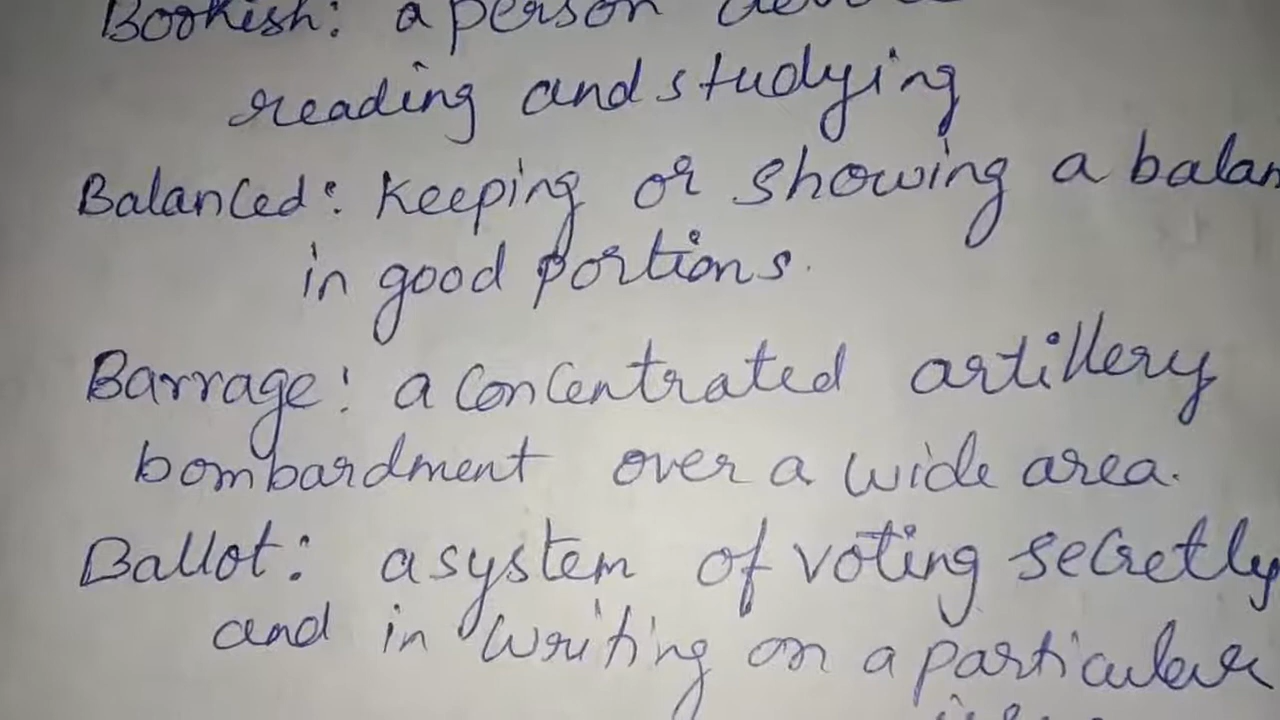 Bookish: a person
reading and studying
Balanced: Keeping or showing a balan
in good portions.
Barrage: a concentrated artillery
bombardment over a wide area.
Ballot: a system of voting secretly
and in writing on a particular